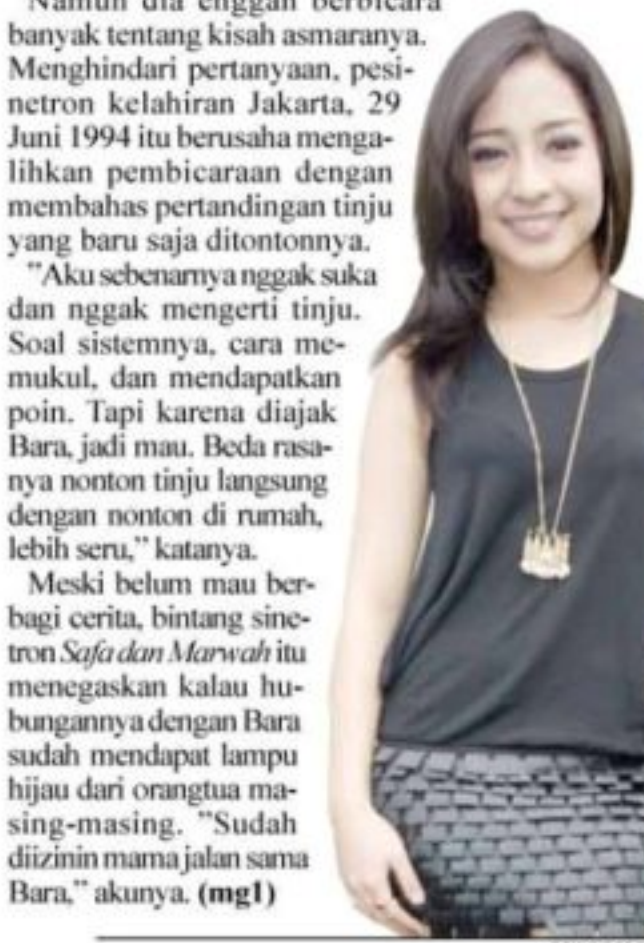 Namun dia enggan berbicara
banyak tentang kisah asmaranya.
Menghindari pertanyaan, pesi-
netron kelahiran Jakarta, 29
Juni 1994 itu berusaha menga-
lihkan pembicaraan dengan
membahas pertandingan tinju
yang baru saja ditontonnya.
"Aku sebenarnya nggak suka
dan nggak mengerti tinju.
Soal sistemnya, cara me-
mukul, dan mendapatkan
poin. Tapi karena diajak
Bara, jadi mau. Beda rasa-
nya nonton tinju langsung
dengan nonton di rumah,
lebih seru," katanya.
Meski belum mau ber-
bagi cerita, bintang sine-
tron Safa dan Marwah itu
menegaskan kalau hu-
bungannya dengan Bara
sudah mendapat lampu
hijau dari orangtua ma-
sing-masing. "Sudah
diizinin mama jalan sama
Bara," akunya. (mg1)